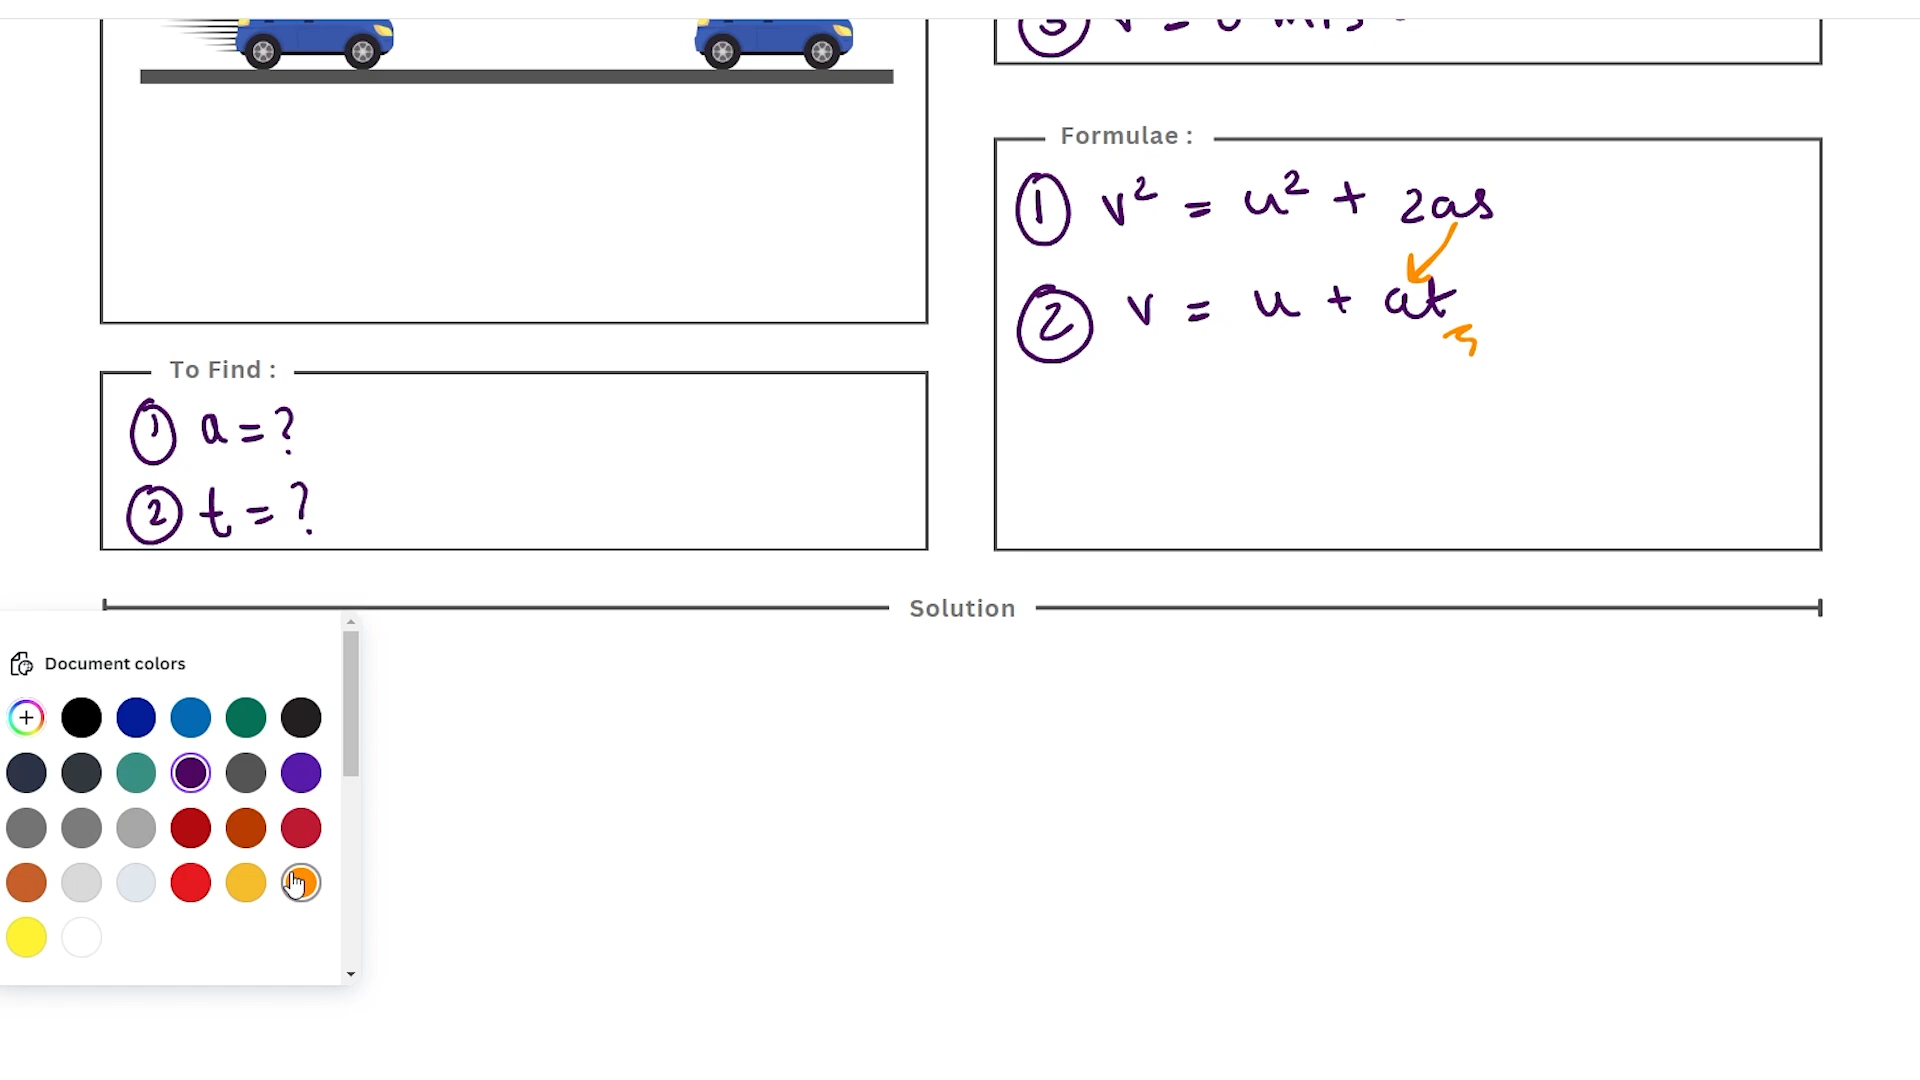 Formulae :
① v² = u² + 2as
② v = u + at
To Find :
① a = ?
② t = ?
Solution
Document colors